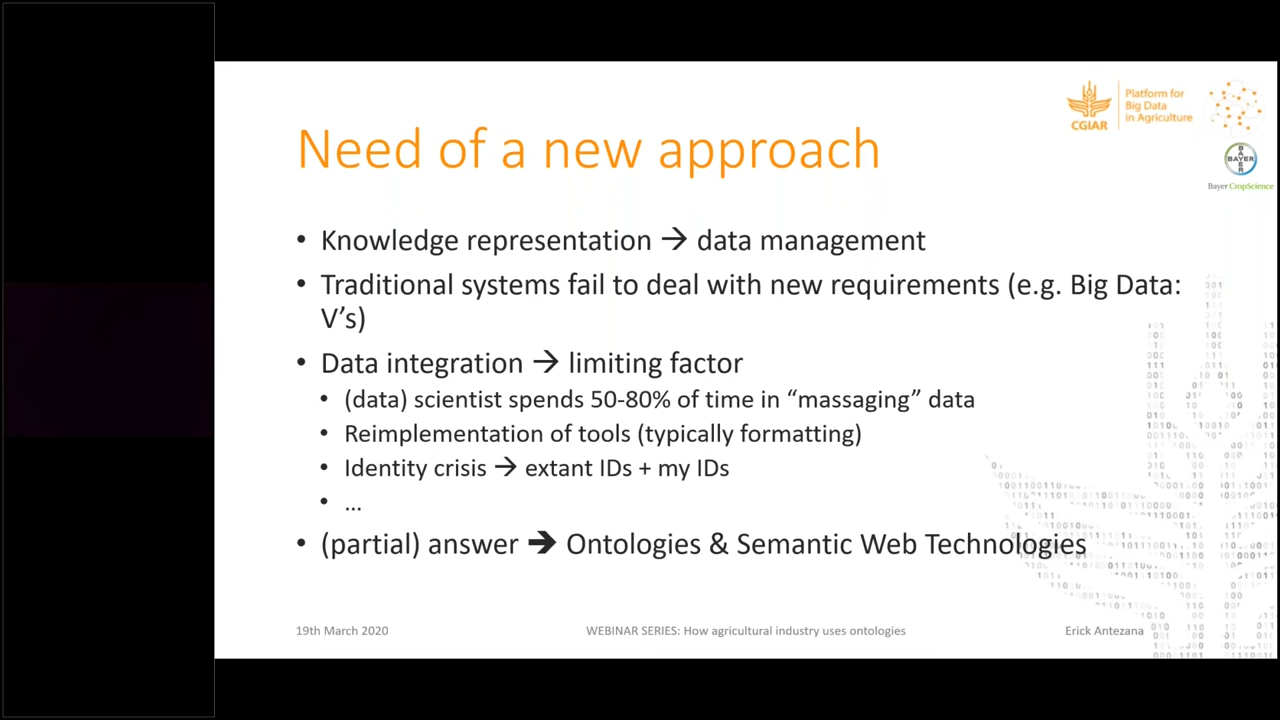 CGIAR
Platform for
Big Data
in Agriculture
BAYER
BAYER
Bayer CropScience
Need of a new approach
• Knowledge representation → data management
• Traditional systems fail to deal with new requirements (e.g. Big Data:
V’s)
• Data integration → limiting factor
• (data) scientist spends 50-80% of time in “massaging” data
• Reimplementation of tools (typically formatting)
• Identity crisis → extant IDs + my IDs
• ...
• (partial) answer → Ontologies & Semantic Web Technologies
19th March 2020
WEBINAR SERIES: How agricultural industry uses ontologies
Erick Antezana